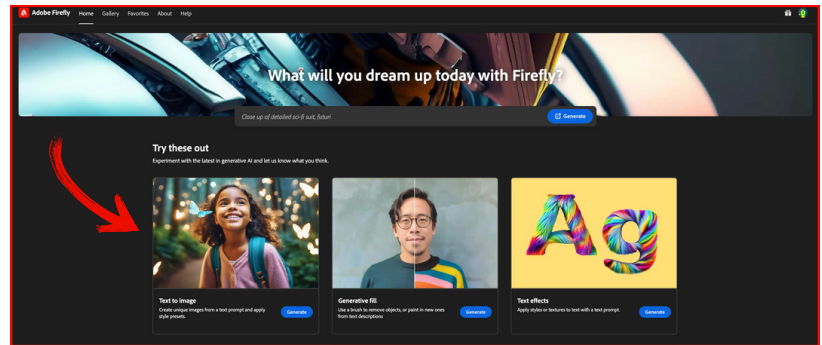 Adobe Firefly Home Gallery Favorites About Help
What will you dream up today with Firefly?
Close up of detailed sci-fi suit, futuri
Generate
Try these out
Experiment with the latest in generative AI and let us know what you think.
Text to image
Create unique images from a text prompt and apply
style presets.
Generate
Generative fill
Use a brush to remove objects, or paint in new ones
from text descriptions
Generate
Ag
Text effects
Apply styles or textures to text with a text prompt.
Generate